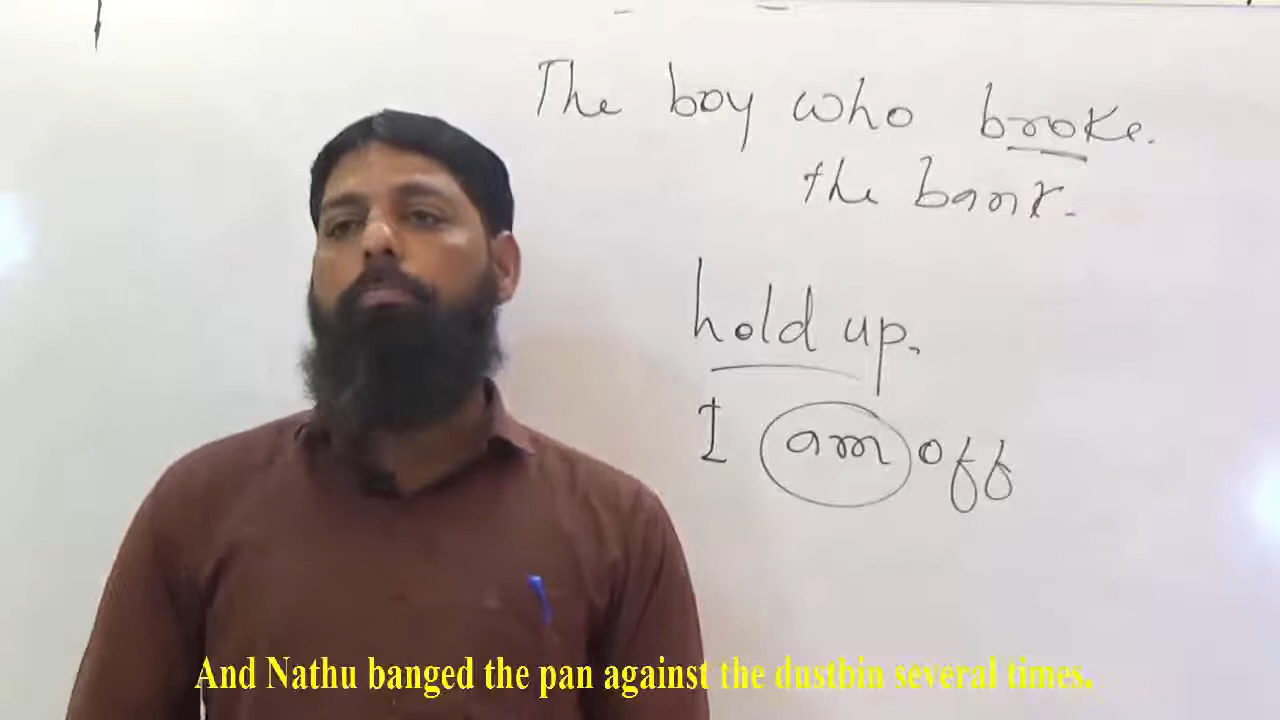 The boy who broke.
the bank.
hold up.
I am off
And Nathu banged the pan against the dustbin several times.